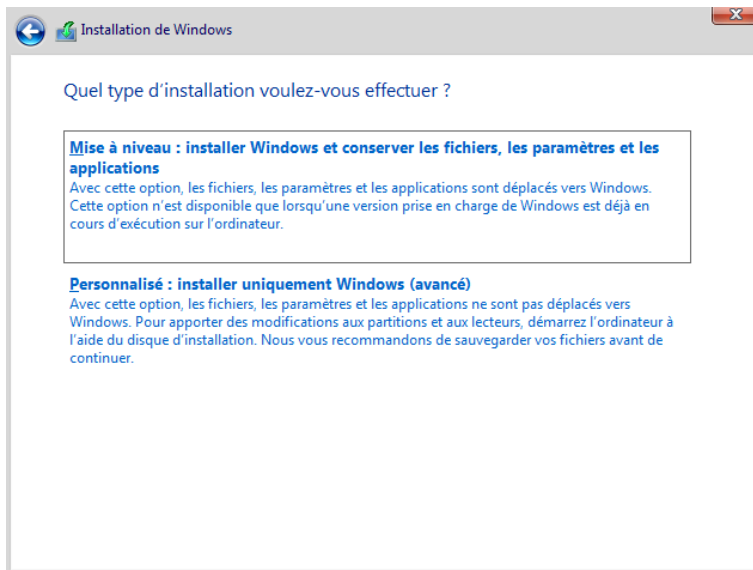 Installation de Windows
Quel type d'installation voulez-vous effectuer ?
Mise à niveau : installer Windows et conserver les fichiers, les paramètres et les
applications
Avec cette option, les fichiers, les paramètres et les applications sont déplacés vers Windows.
Cette option n'est disponible que lorsqu'une version prise en charge de Windows est déjà en
cours d'exécution sur l'ordinateur.
Personnalisé : installer uniquement Windows (avancé)
Avec cette option, les fichiers, les paramètres et les applications ne sont pas déplacés vers
Windows. Pour apporter des modifications aux partitions et aux lecteurs, démarrez l'ordinateur à
l'aide du disque d'installation. Nous vous recommandons de sauvegarder vos fichiers avant de
continuer.